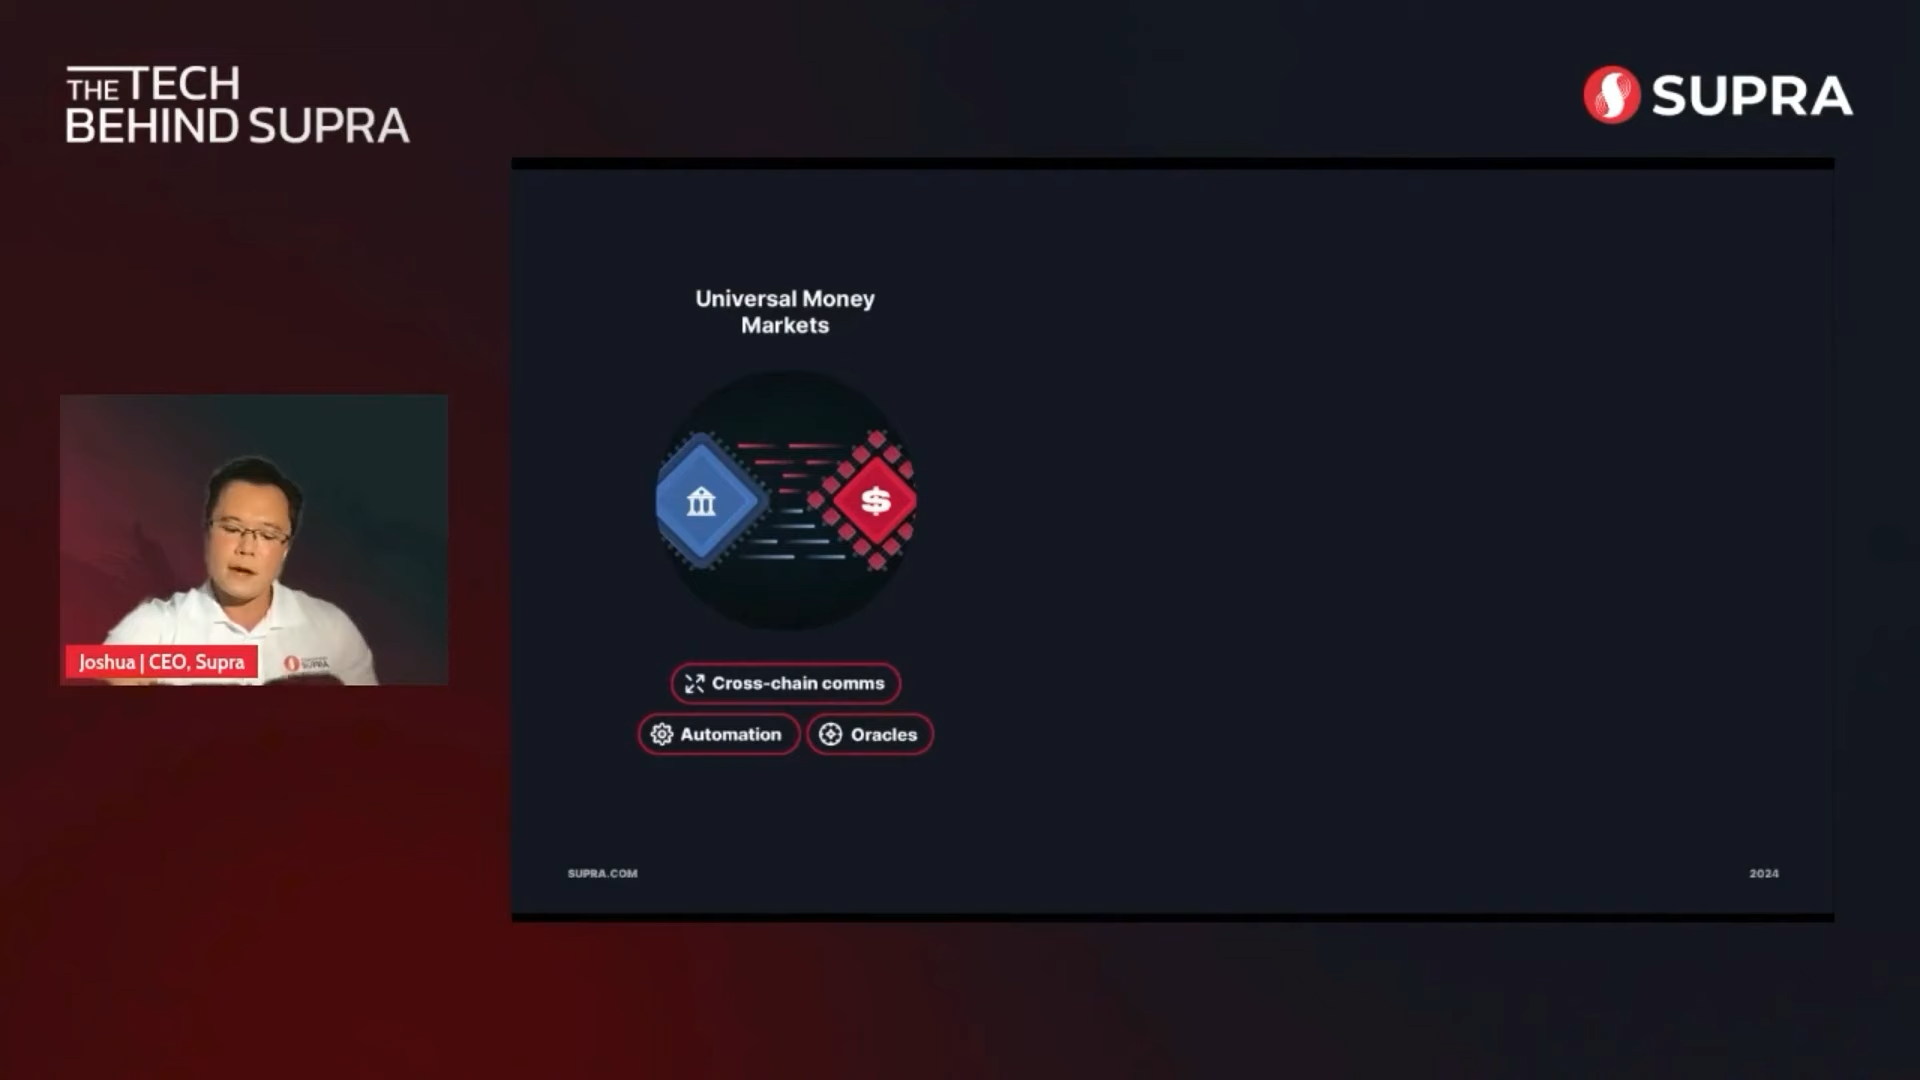 THE TECH
BEHIND SUPRA
SUPRA
Universal Money
Markets
$
Joshua | CEO, Supra
SUPRA
Cross-chain comms
Automation
Oracles
SUPRA.COM
2024